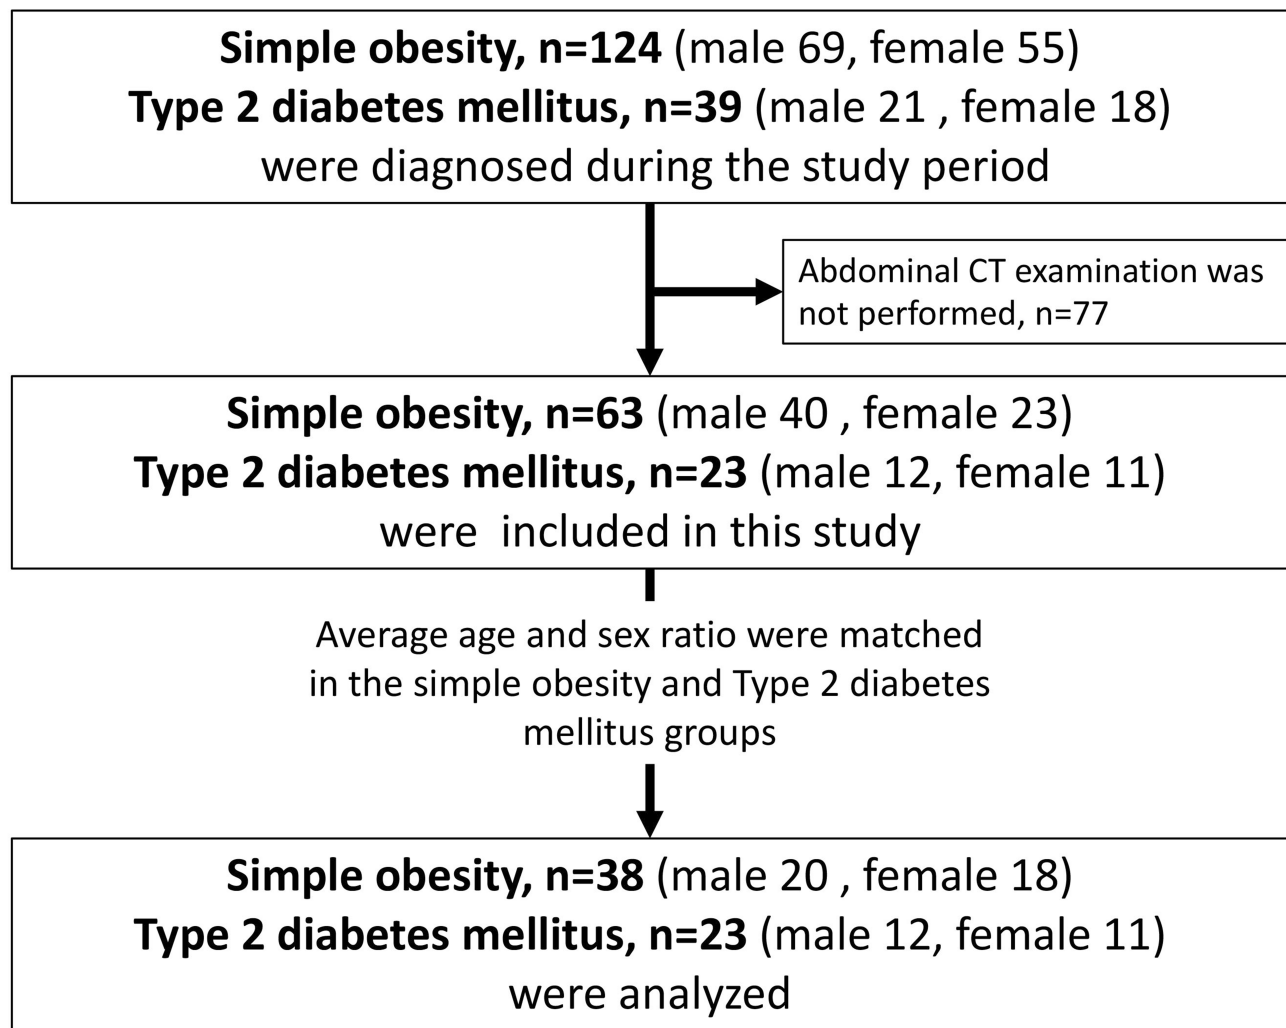 Simple obesity, n=124 (male 69, female 55)
Type 2 diabetes mellitus, n=39 (male 21 , female 18)
were diagnosed during the study period
Abdominal CT examination was
not performed, n=77
Simple obesity, n=63 (male 40 , female 23)
Type 2 diabetes mellitus, n=23 (male 12, female 11)
were  included in this study
Average age and sex ratio were matched
in the simple obesity and Type 2 diabetes
mellitus groups
Simple obesity, n=38 (male 20 , female 18)
Type 2 diabetes mellitus, n=23 (male 12, female 11)
were analyzed